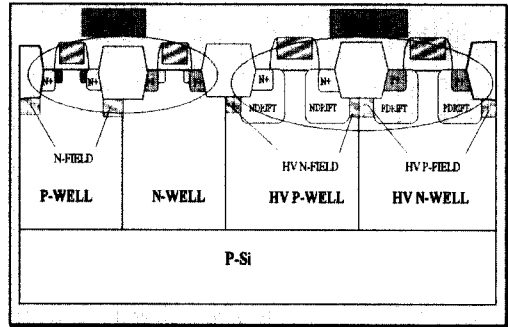 N+ N+ N+ N+
NDRIFT NDRIFT PDRIFT PDRIFT
N-FIELD HV N-FIELD HV P-FIELD
P-WELL N-WELL HV P-WELL HV N-WELL
P-Si